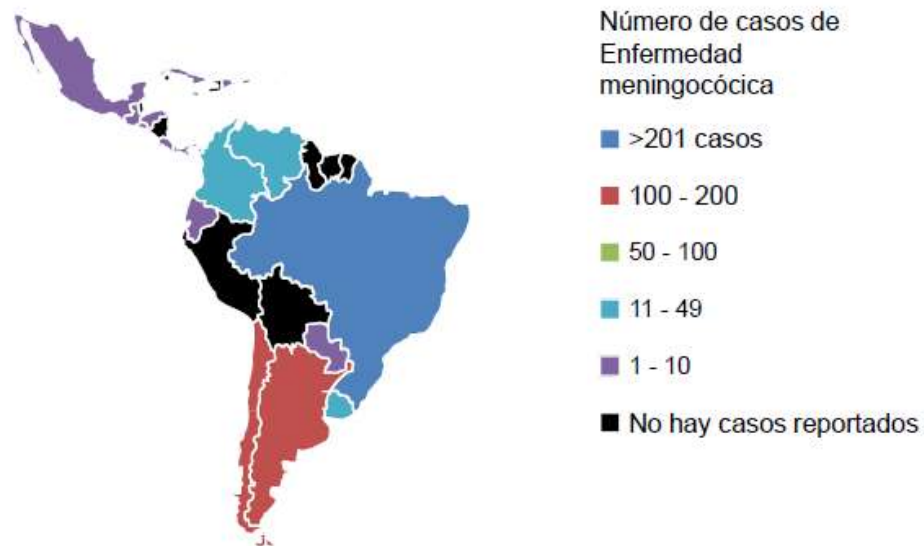 Número de casos de
Enfermedad
meningocócica
>201 casos
100 - 200
50 - 100
11 - 49
1 - 10
No hay casos reportados